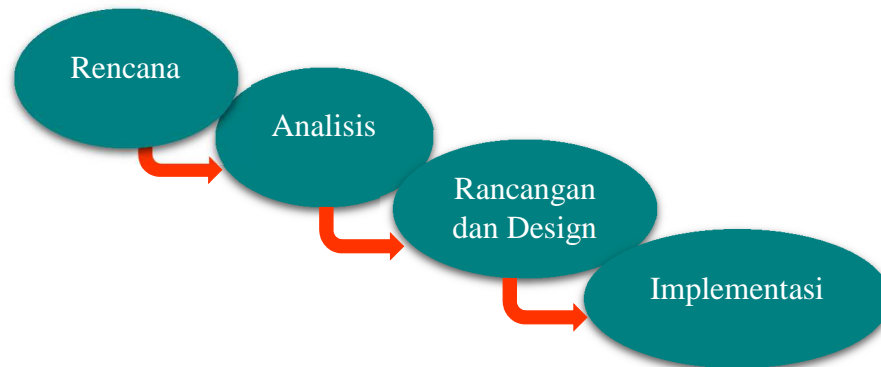 Rencana
Analisis
Rancangan
dan Design
Implementasi